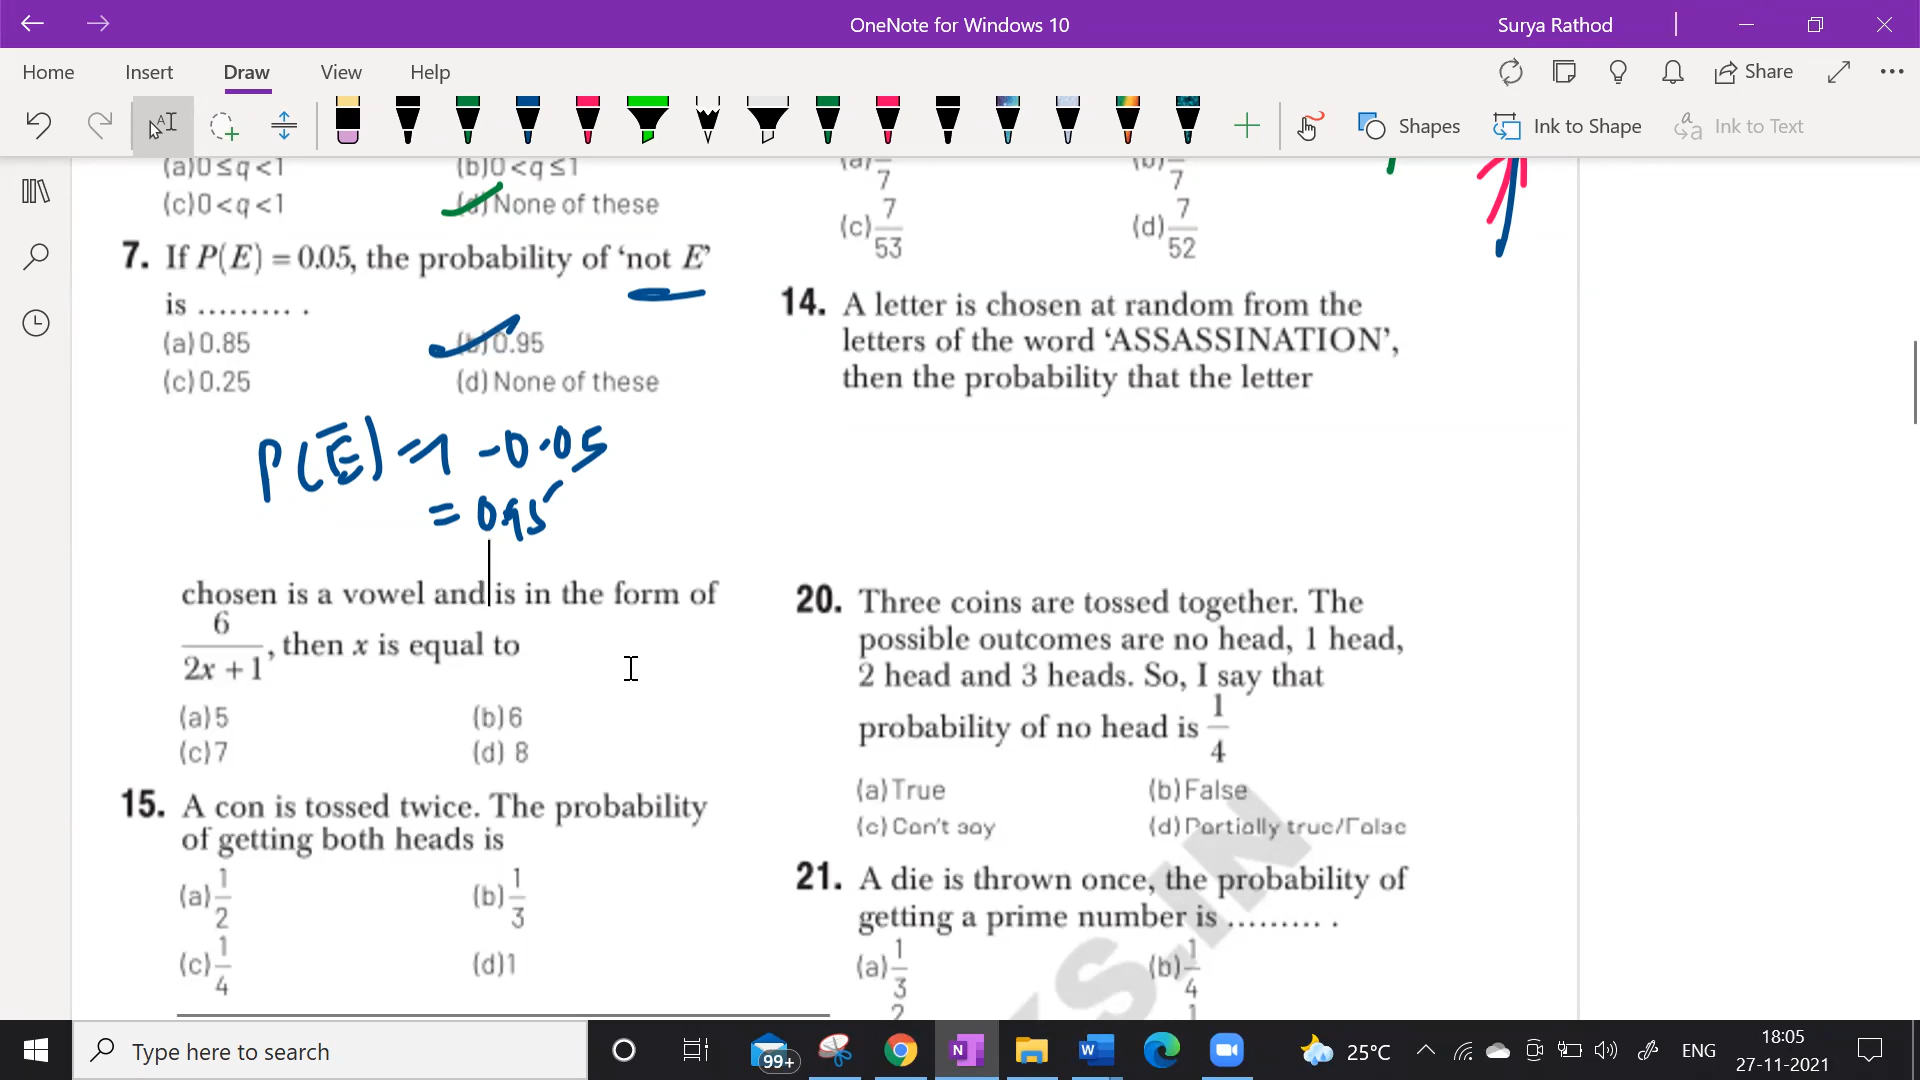 OneNote for Windows 10
Surya Rathod
Home Insert Draw View Help
Share
Shapes Ink to Shape Ink to Text
(a) 0 ≤ q < 1 (b) 0 < q ≤ 1
(c) 0 < q < 1 (d) None of these
7. If P(E) = 0.05, the probability of ‘not E’
is ......... .
(a) 0.85 (b) 0.95
(c) 0.25 (d) None of these
P(E̅) = 1 - 0.05
= 0.95
chosen is a vowel and is in the form of
6/(2x + 1), then x is equal to
(a) 5 (b) 6
(c) 7 (d) 8
15. A con is tossed twice. The probability
of getting both heads is
(a) 1/2 (b) 1/3
(c) 1/4 (d) 1
(a) /7 (b) /7
(c) 7/53 (d) 7/52
14. A letter is chosen at random from the
letters of the word ‘ASSASSINATION’,
then the probability that the letter
20. Three coins are tossed together. The
possible outcomes are no head, 1 head,
2 head and 3 heads. So, I say that
probability of no head is 1/4
(a) True (b) False
(c) Can't say (d) Partially true/False
21. A die is thrown once, the probability of
getting a prime number is ......... .
(a) 1/3 (b) 1/4
2 1
S.IN
Type here to search
99+
25°C
ENG
18:05
27-11-2021